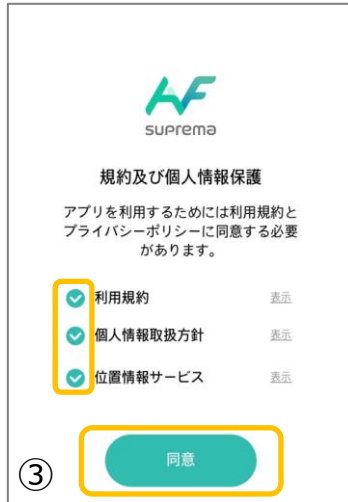 suprema
規約及び個人情報保護
アプリを利用するためには利用規約と
プライバシーポリシーに同意する必要
があります。
利用規約 表示
個人情報取扱方針 表示
位置情報サービス 表示
③ 同意